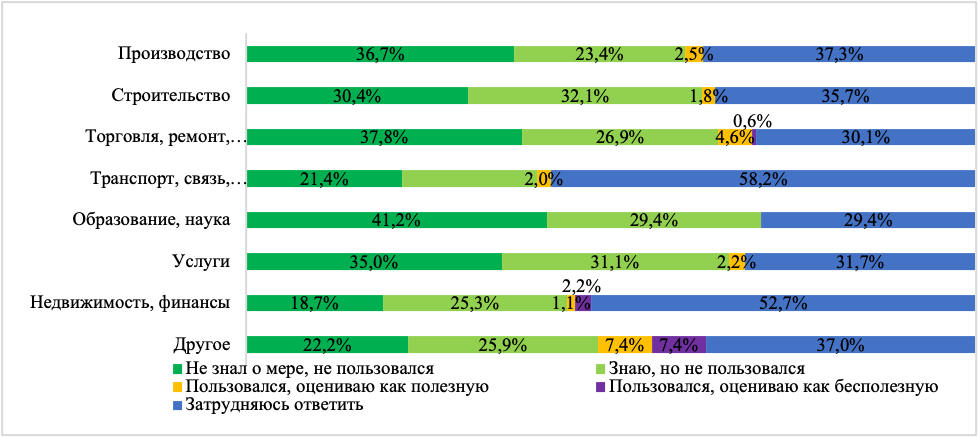 Производство
36,7% 23,4% 2,5% 37,3%
Строительство
30,4% 32,1% 1,8% 35,7%
0,6%
Торговля, ремонт,…
37,8% 26,9% 4,6% 30,1%
Транспорт, связь,…
21,4% 2,0% 58,2%
Образование, наука
41,2% 29,4% 29,4%
Услуги
35,0% 31,1% 2,2% 31,7%
2,2%
Недвижимость, финансы
18,7% 25,3% 1,1% 52,7%
Другое
22,2% 25,9% 7,4% 7,4% 37,0%
Не знал о мере, не пользовался
Знаю, но не пользовался
Пользовался, оцениваю как полезную
Пользовался, оцениваю как бесполезную
Затрудняюсь ответить